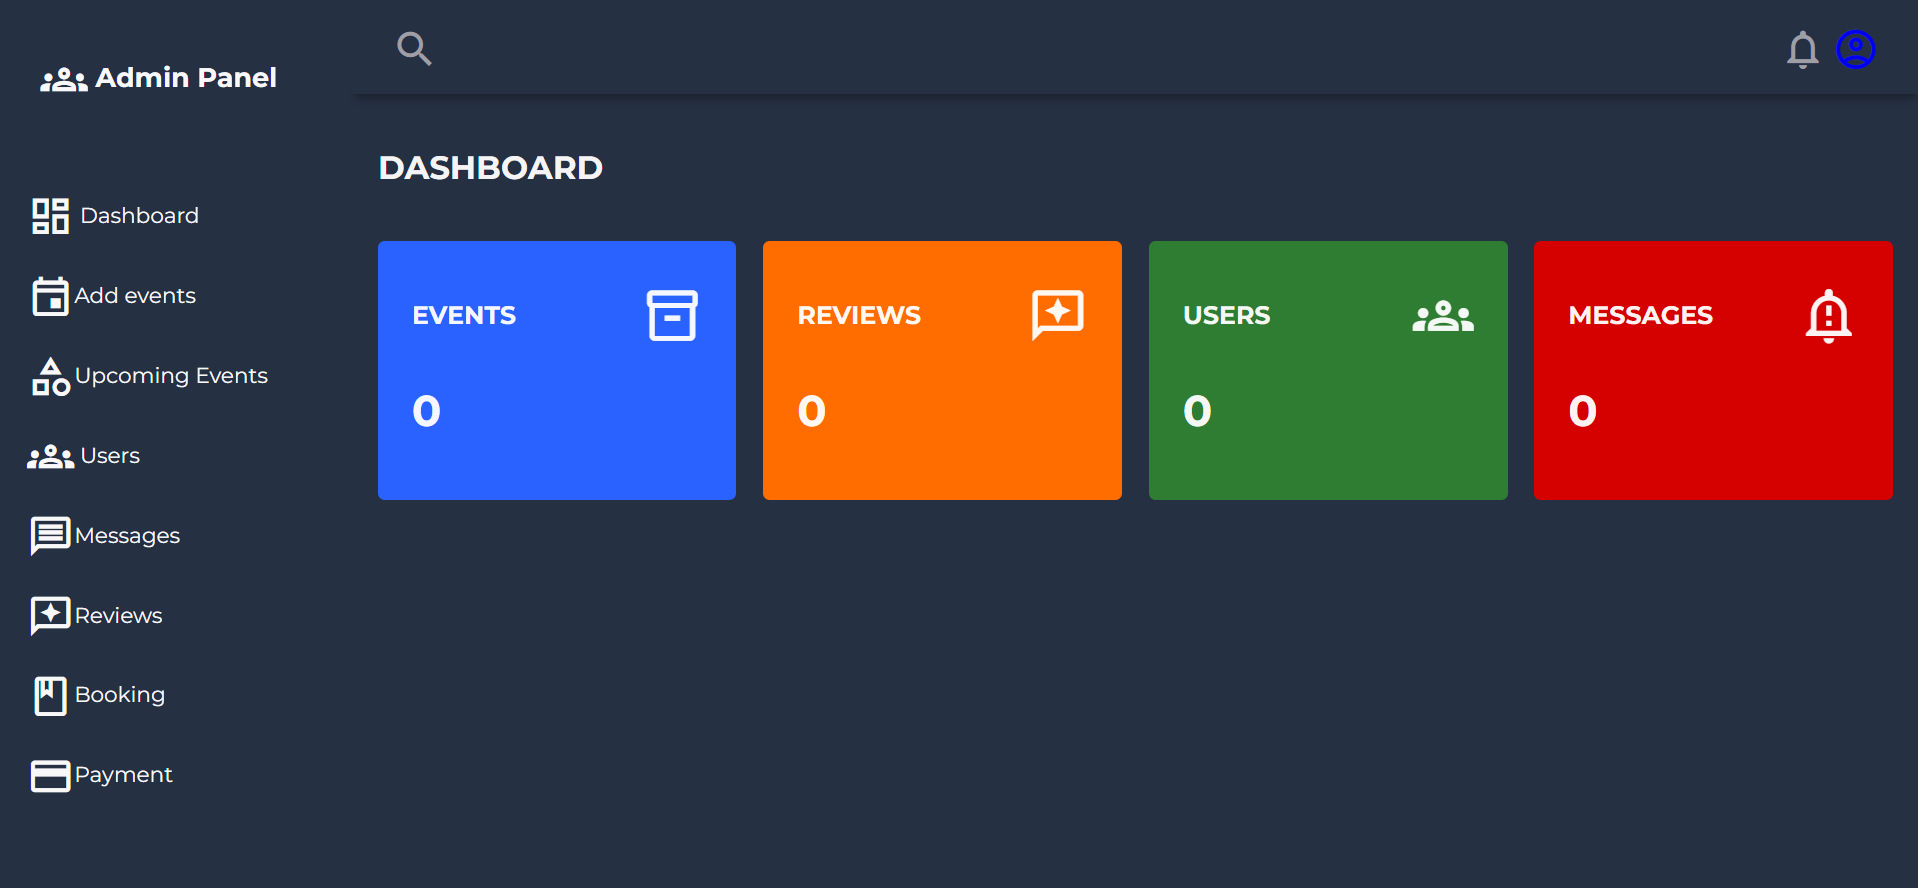 Admin Panel
Dashboard
Add events
Upcoming Events
Users
Messages
Reviews
Booking
Payment
DASHBOARD
EVENTS
0
REVIEWS
0
USERS
0
MESSAGES
0